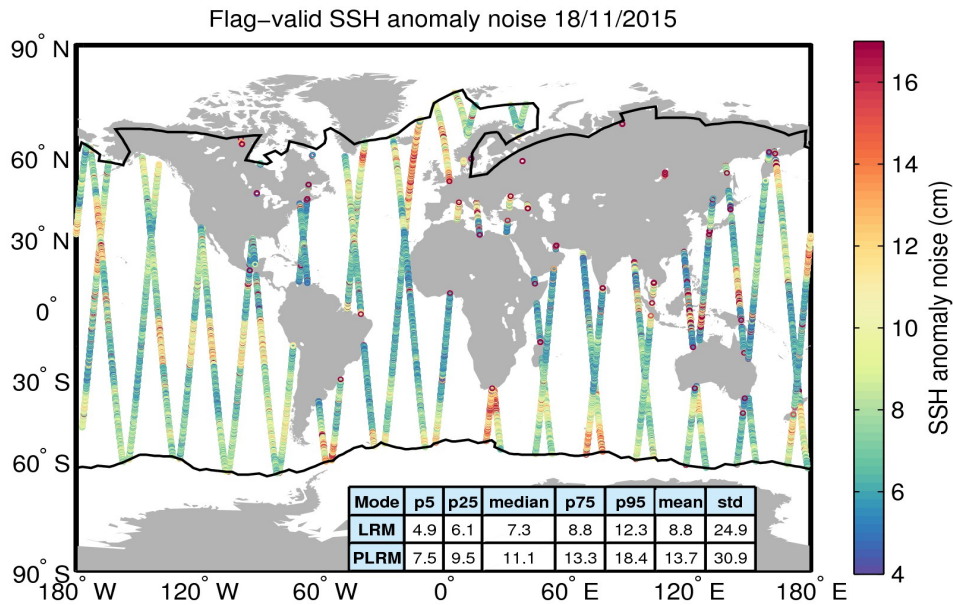 Flag-valid SSH anomaly noise 18/11/2015
90° N
60° N
30° N
0°
30° S
60° S
90° S
180° W
120° W
60° W
0°
60° E
120° E
180° E
Mode p5 p25 median p75 p95 mean std
LRM 4.9 6.1 7.3 8.8 12.3 8.8 24.9
PLRM 7.5 9.5 11.1 13.3 18.4 13.7 30.9
16
14
12
10
8
6
4
SSH anomaly noise (cm)